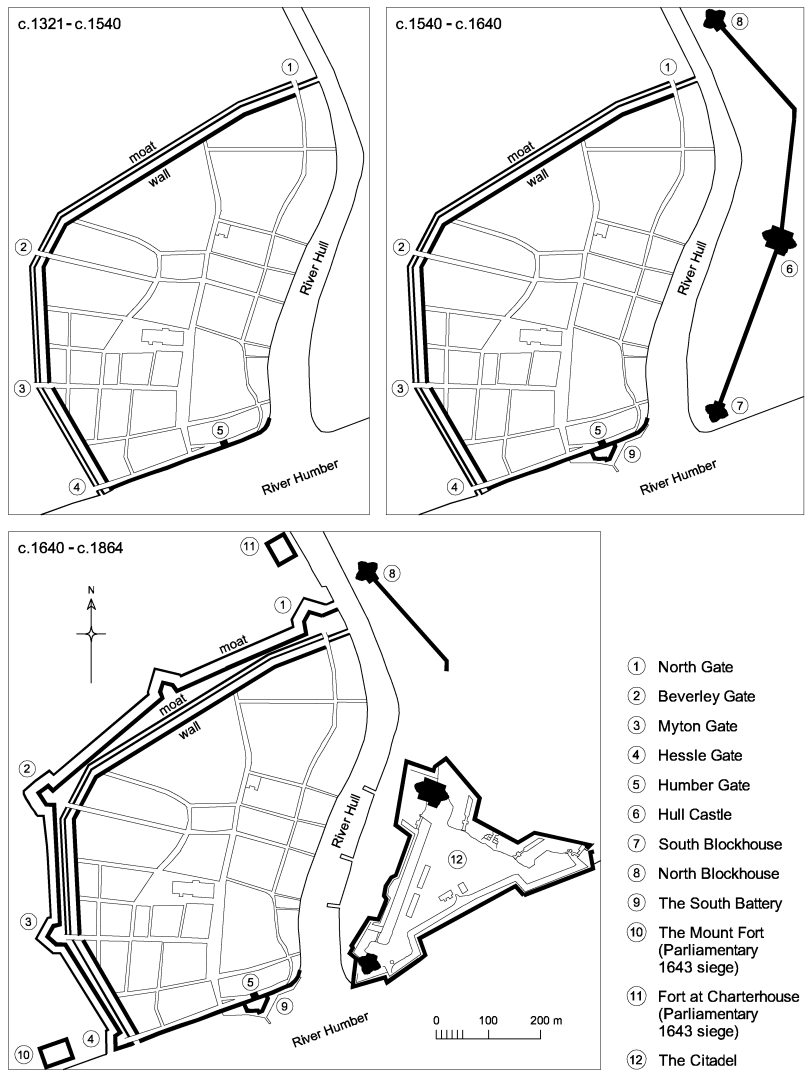 c.1321 - c.1540
1
moat
wall
2
River Hull
3
5
4
River Humber
c.1540 - c.1640
8
1
moat
wall
2
River Hull
6
3
7
5
9
4
River Humber
c.1640 - c.1864
11
8
N
1
moat
moat
wall
2
River Hull
12
3
5
9
4
River Humber
10
0 100 200 m
1 North Gate
2 Beverley Gate
3 Myton Gate
4 Hessle Gate
5 Humber Gate
6 Hull Castle
7 South Blockhouse
8 North Blockhouse
9 The South Battery
10 The Mount Fort
(Parliamentary
1643 siege)
11 Fort at Charterhouse
(Parliamentary
1643 siege)
12 The Citadel